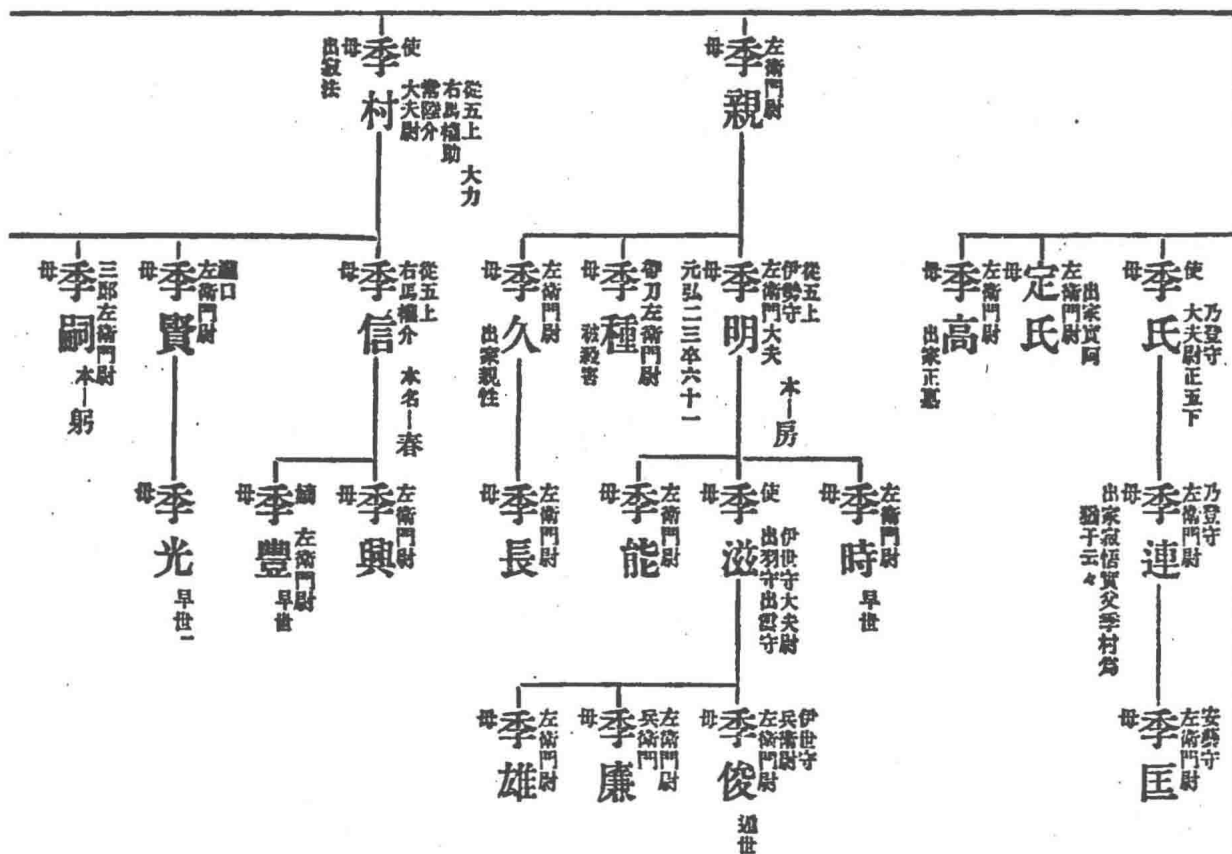 左衛門尉
季親
母
使
從五上
右馬權助
常陸介
大夫尉
大力
季村
母
出寂法
使
乃登守
大夫尉正五下
季氏
母
左衛門尉
出家實阿
定氏
母
左衛門尉
季高
母
從五上
伊勢守
左衛門大夫
季明
母
元弘二三卒六十一
本―房
帶刀左衛門尉
季種
母
被殺害
左衛門尉
季久
母
出家親性
從五上
右馬權介
季信
母
本名―春
瀧口
左衛門尉
季賢
母
三郎左衛門尉
季嗣
母
本―躬
乃登守
左衛門尉
季連
母
出家寂悟實父季村爲
猶子云々
左衛門尉
季時
母
早世
使
伊世守大夫尉
出羽守出雲守
季滋
母
左衛門尉
季能
母
左衛門尉
季長
母
左衛門尉
季興
母
左衛門尉
季豐
母
早世
季光
母
早世
安藝守
左衛門尉
季匡
母
伊世守
兵衛尉
左衛門尉
季俊
母
遁世
左衛門尉
兵衛門
季廉
左衛門尉
季雄
母